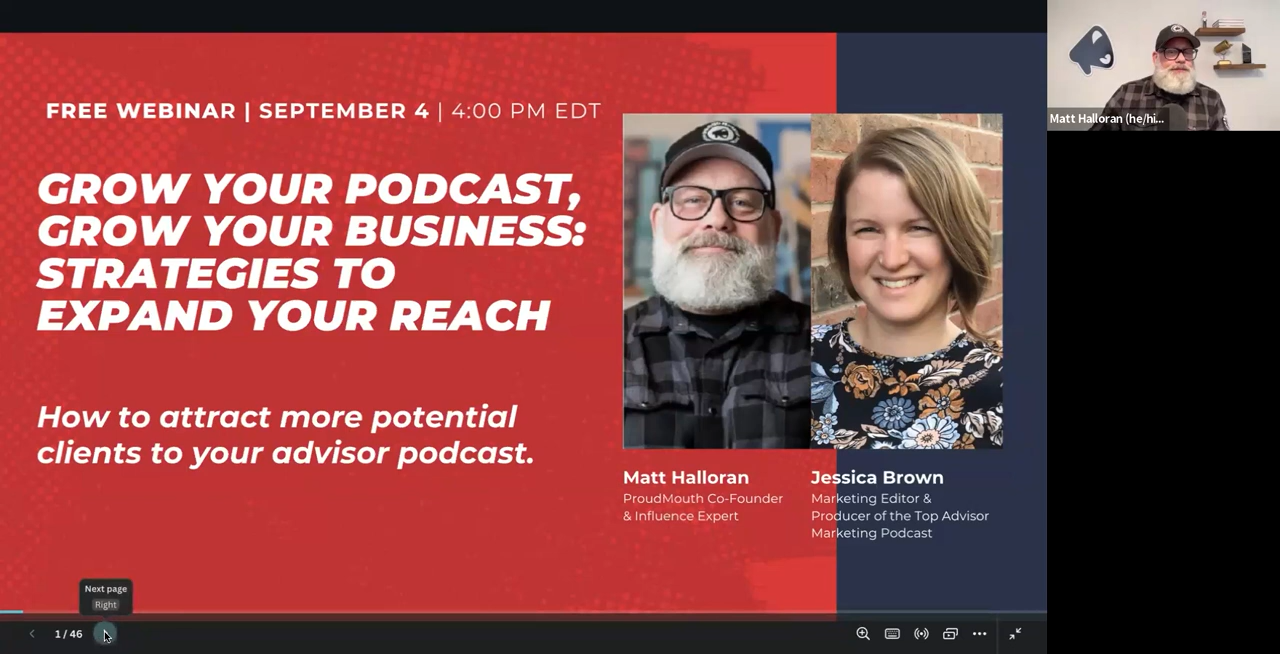 FREE WEBINAR | SEPTEMBER 4 | 4:00 PM EDT
GROW YOUR PODCAST,
GROW YOUR BUSINESS:
STRATEGIES TO
EXPAND YOUR REACH
How to attract more potential
clients to your advisor podcast.
Matt Halloran
ProudMouth Co-Founder
& Influence Expert
Jessica Brown
Marketing Editor &
Producer of the Top Advisor
Marketing Podcast
Matt Halloran (he/hi...
Next page
Right
1 / 46